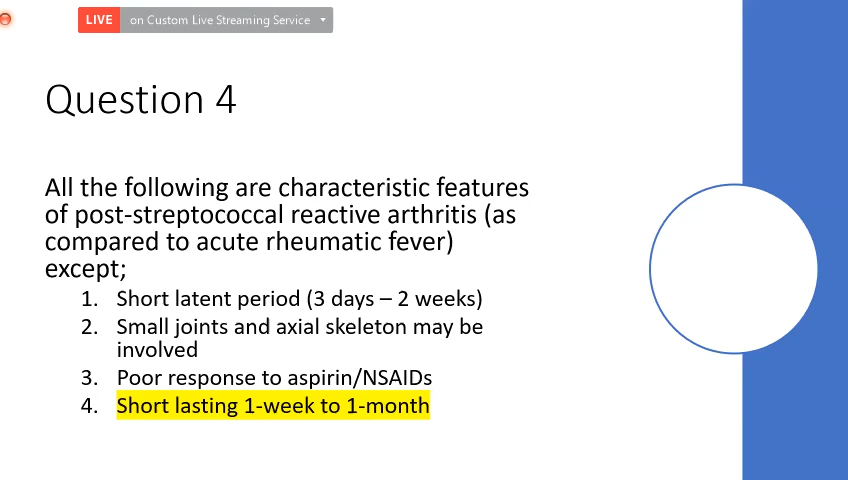 LIVE on Custom Live Streaming Service
Question 4
All the following are characteristic features
of post-streptococcal reactive arthritis (as
compared to acute rheumatic fever)
except;
1. Short latent period (3 days – 2 weeks)
2. Small joints and axial skeleton may be
involved
3. Poor response to aspirin/NSAIDs
4. Short lasting 1-week to 1-month